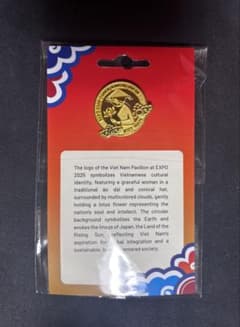 The logo of the Viet Nam Pavilion at EXPO
2025 symbolizes Vietnamese cultural
identity, featuring a graceful woman in a
traditional áo dài and conical hat,
surrounded by multicolored clouds, gently
holding a lotus flower representing the
nation's soul and intellect. The circular
background symbolizes the Earth and
evokes the image of Japan, the Land of the
Rising Sun, reflecting Viet Nam's
aspiration for global integration and a
sustainable, society.